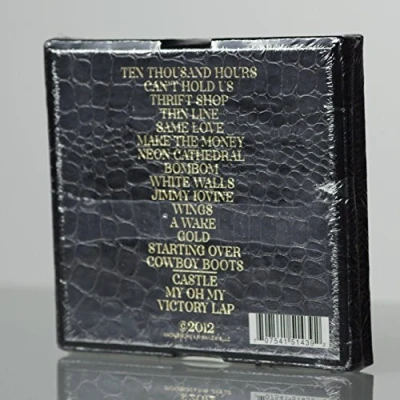 TEN THOUSAND HOURS
CAN'T HOLD US
THRIFT SHOP
THIN LINE
SAME LOVE
MAKE THE MONEY
NEON CATHEDRAL
BOMBOM
WHITE WALLS
JIMMY IOVINE
WINGS
A WAKE
GOLD
STARTING OVER
COWBOY BOOTS
CASTLE
MY OH MY
VICTORY LAP
©2012